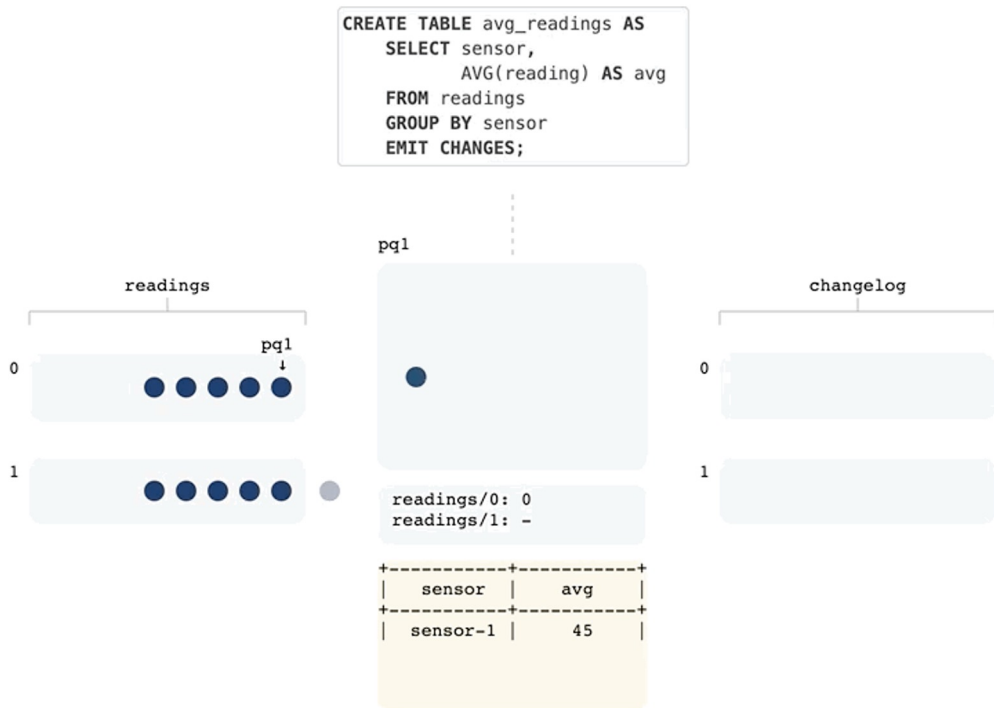 CREATE TABLE avg_readings AS
SELECT sensor,
AVG(reading) AS avg
FROM readings
GROUP BY sensor
EMIT CHANGES;
pq1
readings
changelog
pq1
↓
0
0
1
1
readings/0: 0
readings/1: -
+------------+------------+
| sensor | avg |
+------------+------------+
| sensor-1 | 45 |